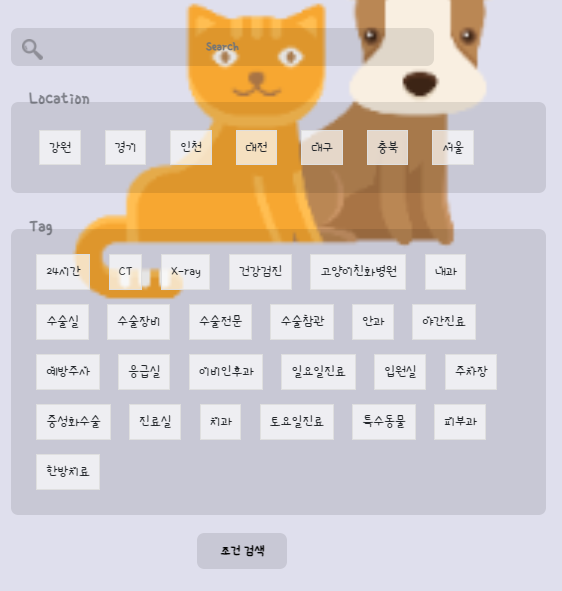 Search
Location
강원 경기 인천 대전 대구 충북 서울
Tag
24시간 CT X-ray 건강검진 고양이친화병원 내과
수술실 수술장비 수술전문 수술참관 안과 야간진료
예방주사 응급실 이비인후과 일요일진료 입원실 주차장
중성화수술 진료실 치과 토요일진료 특수동물 피부과
한방치료
조건 검색